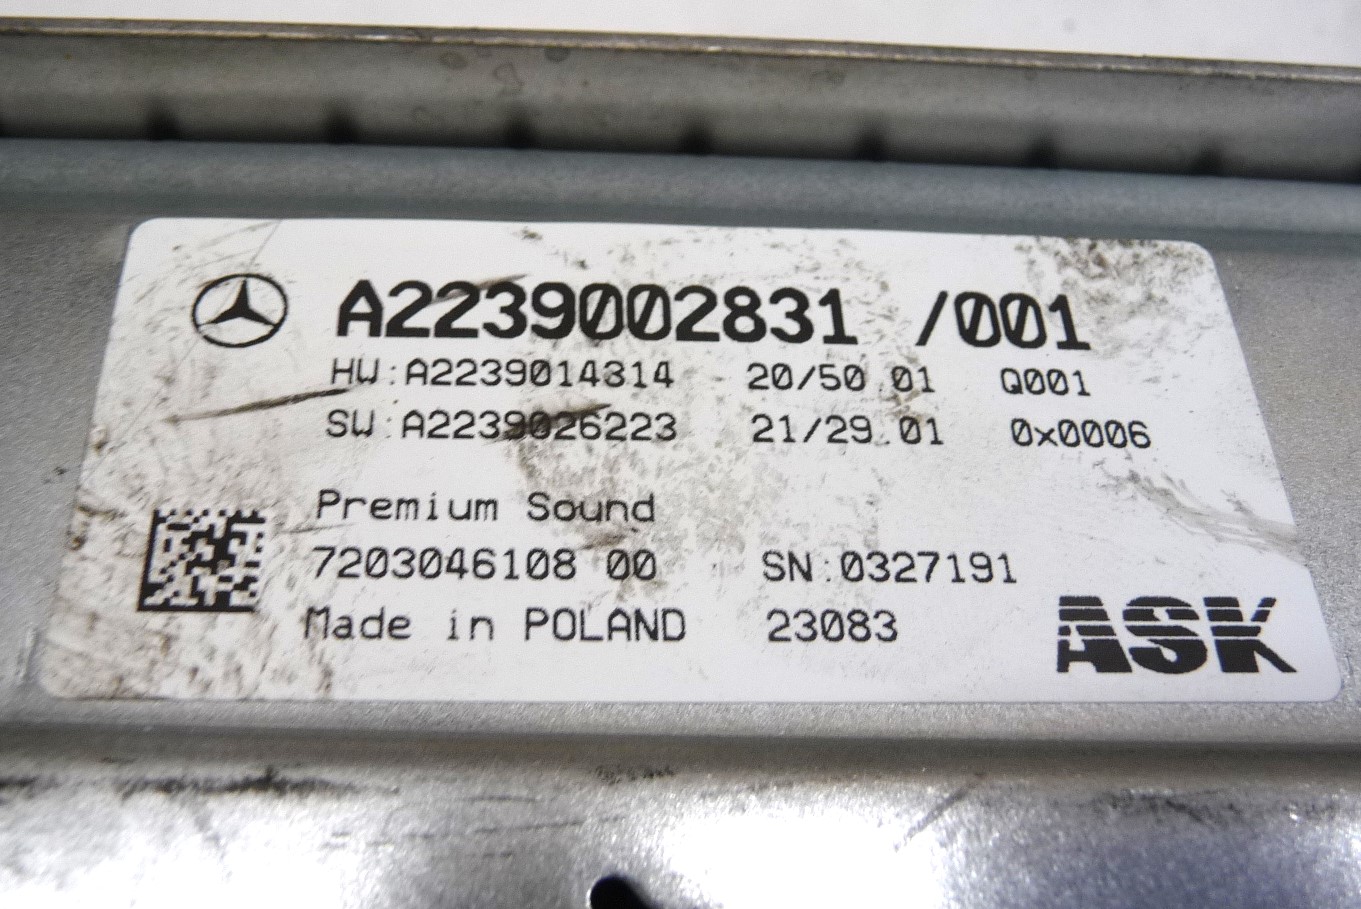 A2239002831 /001
HW:A2239014314 20/50.01 Q001
SW:A2239026223 21/29.01 0x0006
Premium Sound
7203046108 00 SN:0327191
Made in POLAND 23083
ASK